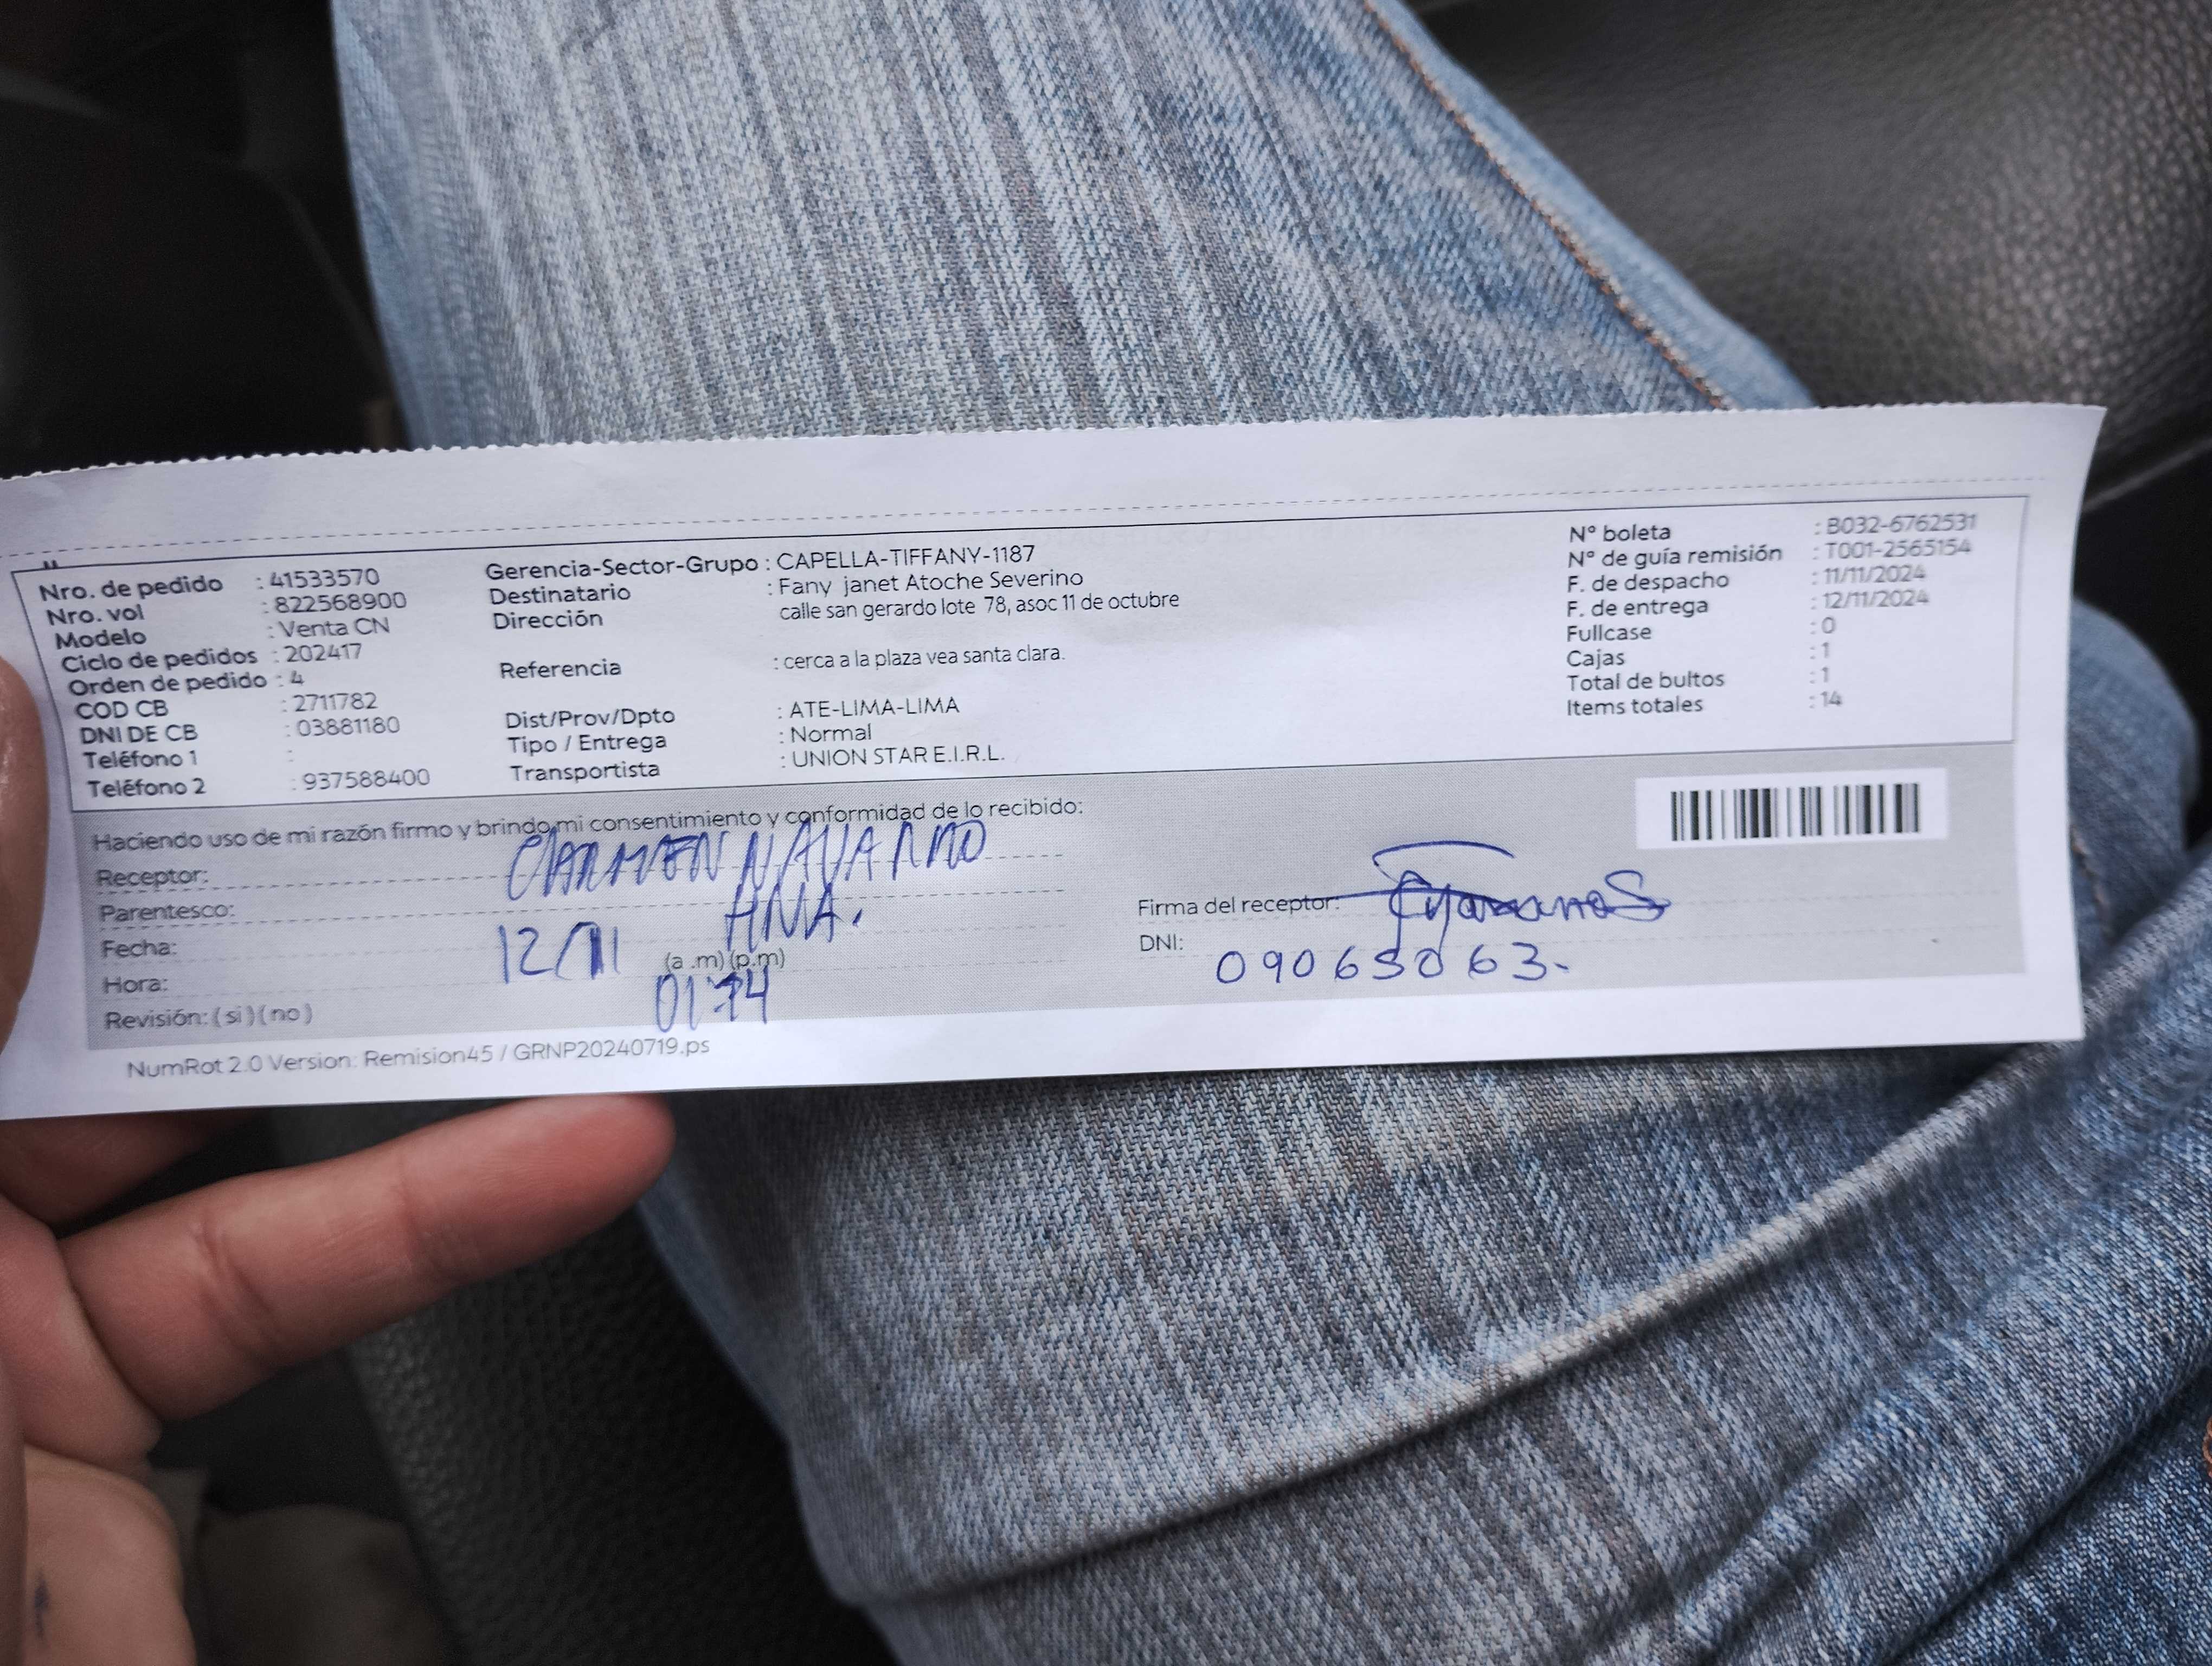 Nro. de pedido : 41533570
Nro. vol : 822568900
Modelo : Venta CN
Ciclo de pedidos : 202417
Orden de pedido : 4
COD CB : 2711782
DNI DE CB : 03881180
Teléfono 1 :
Teléfono 2 : 937588400
Gerencia-Sector-Grupo : CAPELLA-TIFFANY-1187
Destinatario : Fany janet Atoche Severino
Dirección calle san gerardo lote 78, asoc 11 de octubre
Referencia : cerca a la plaza vea santa clara.
Dist/Prov/Dpto : ATE-LIMA-LIMA
Tipo / Entrega : Normal
Transportista : UNION STAR E.I.R.L.
N° boleta : B032-6762531
N° de guía remisión : T001-2565154
F. de despacho : 11/11/2024
F. de entrega : 12/11/2024
Fullcase : 0
Cajas : 1
Total de bultos : 1
Items totales : 14
Haciendo uso de mi razón firmo y brindo mi consentimiento y conformidad de lo recibido:
Receptor: CARMEN NAVARRO
Parentesco: HNA.
Fecha: 12/11
Hora: (a .m) (p.m)
Revisión: ( si ) ( no )
Firma del receptor:
DNI: 09065063.
NumRot 2.0 Version: Remision45 / GRNP20240719.ps